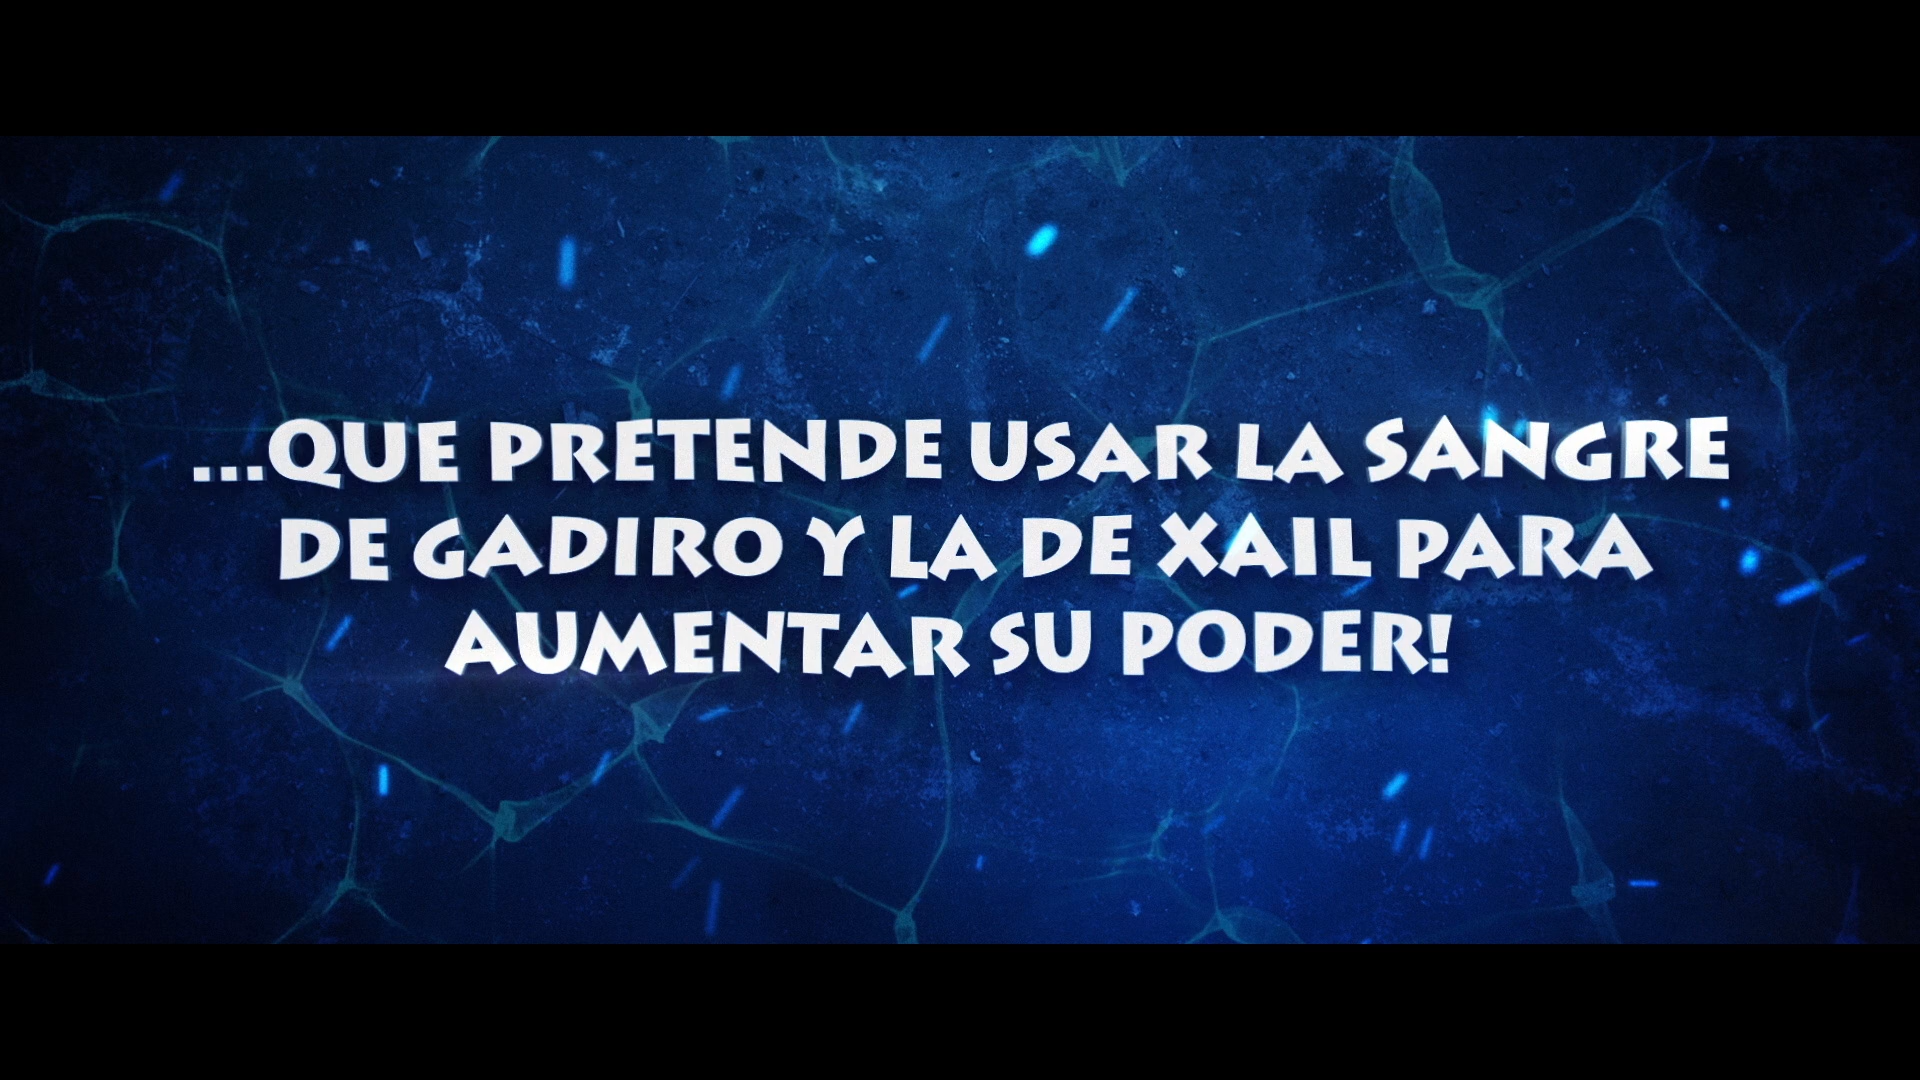 ...QUE PRETENDE USAR LA SANGRE
DE GADIRO Y LA DE XAIL PARA
AUMENTAR SU PODER!